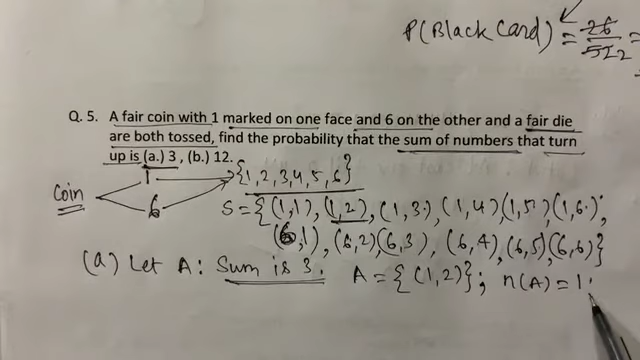 P(Black Card) = 26/52 2 =
Q. 5. A fair coin with 1 marked on one face and 6 on the other and a fair die
are both tossed, find the probability that the sum of numbers that turn
up is (a.) 3 , (b.) 12.
Coin 1 {1,2,3,4,5,6}
6
S = {(1,1), (1,2), (1,3), (1,4), (1,5), (1,6),
(6,1), (6,2), (6,3), (6,4), (6,5), (6,6)}
(a) Let A : Sum is 3. A = {(1,2)}; n(A) = 1;